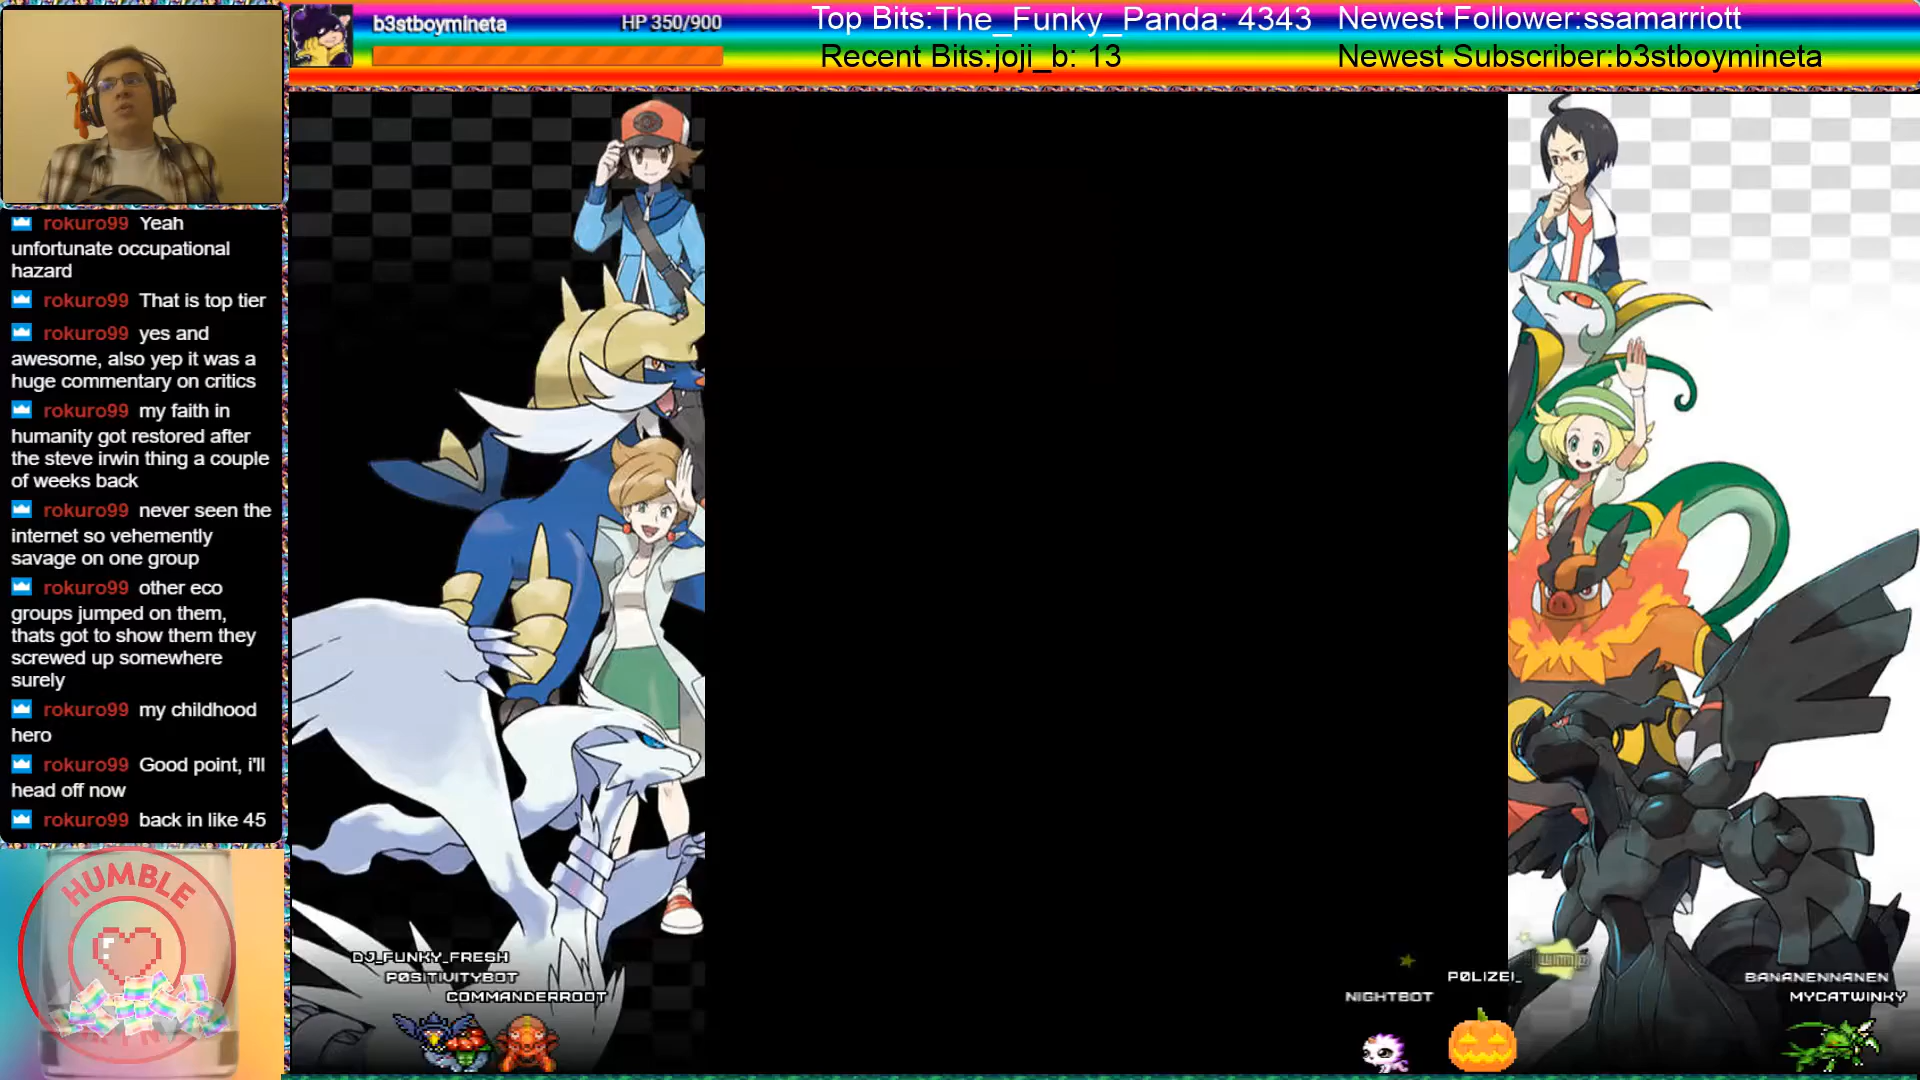 b3stboymineta HP 350/900
Top Bits:The_Funky_Panda: 4343 Newest Follower:ssamarriott
Recent Bits:joji_b: 13 Newest Subscriber:b3stboymineta
rokuro99 Yeah
unfortunate occupational
hazard
rokuro99 That is top tier
rokuro99 yes and
awesome, also yep it was a
huge commentary on critics
rokuro99 my faith in
humanity got restored after
the steve irwin thing a couple
of weeks back
rokuro99 never seen the
internet so vehemently
savage on one group
rokuro99 other eco
groups jumped on them,
thats got to show them they
screwed up somewhere
surely
rokuro99 my childhood
hero
rokuro99 Good point, i'll
head off now
rokuro99 back in like 45
HUMBLE
DJ_FUNKY_FRESH
P0SITIVITYBOT
COMMANDERROOT
NIGHTBOT
P0LIZEI_
BANANENNANEN
MYCATWINKY